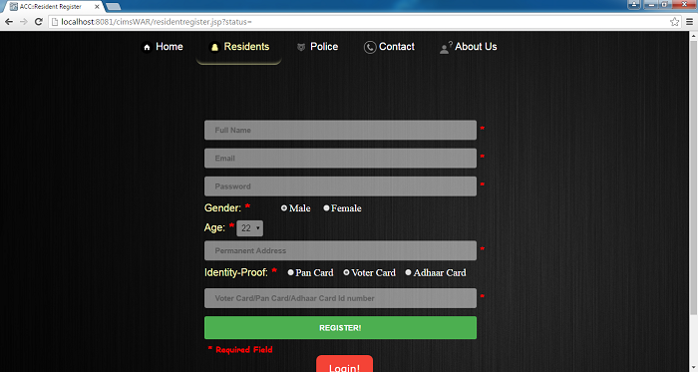 ACC::Resident Register
localhost:8081/cimsWAR/residentregister.jsp?status=
Home Residents Police Contact About Us
Full Name *
Email *
Password *
Gender: * Male Female
Age: * 22
Permanent Address *
Identity-Proof: * Pan Card Voter Card Adhaar Card
Voter Card/Pan Card/Adhaar Card Id number *
REGISTER!
* Required Field
Login!